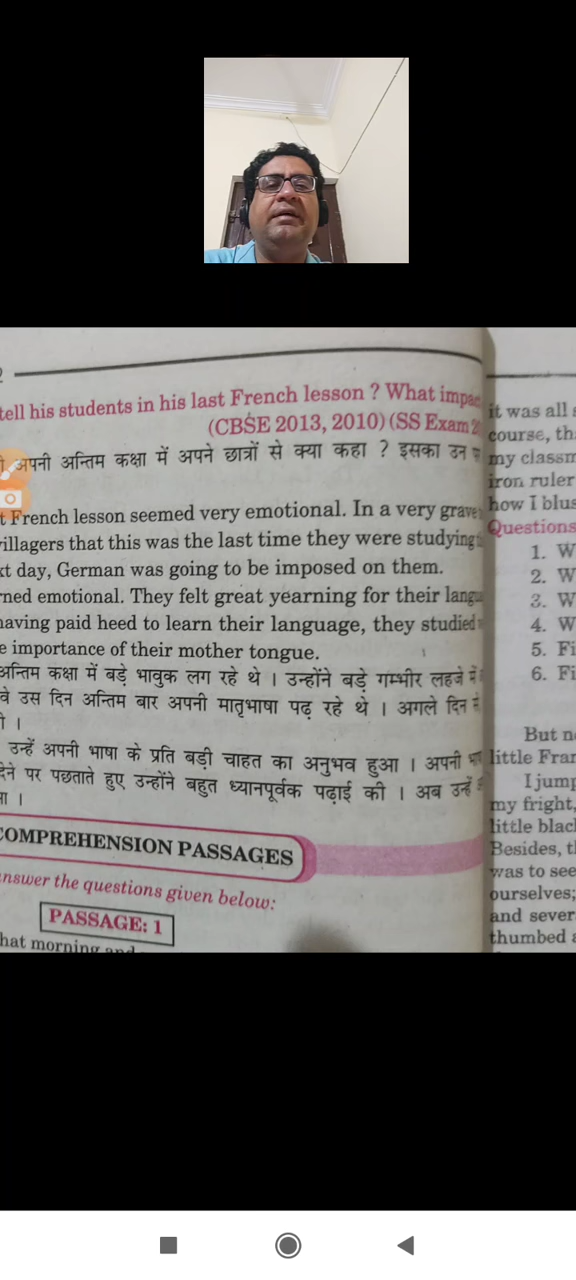 tell his students in his last French lesson ? What
(CBSE 2013, 2010) (SS Exam
अपनी अन्तिम कक्षा में अपने छात्रों से क्या कहा ? इसका उन
French lesson seemed very emotional. In a very grave
villagers that this was the last time they were studying
day, German was going to be imposed on them.
emotional. They felt great yearning for their
having paid heed to learn their language, they studied
importance of their mother tongue.
अन्तिम कक्षा में बड़े भावुक लग रहे थे । उन्होंने बड़े गम्भीर लहजे में
वे उस दिन अन्तिम बार अपनी मातृभाषा पढ़ रहे थे । अगले दिन से
उन्हें अपनी भाषा के प्रति बड़ी चाहत का अनुभव हुआ । अपनी
देने पर पछताते हुए उन्होंने बहुत ध्यानपूर्वक पढ़ाई की । अब उन्हें
COMPREHENSION PASSAGES
answer the questions given below:
PASSAGE: 1
hat morning and
it was all
course,
my classm
iron ruler
how I blus
Questions
1. W
2. W
3. W
4. W
5. Fi
6. Fi
But
little Fran
I jump
my fright,
little blac
Besides,
was to see
ourselves;
and sever
thumbed